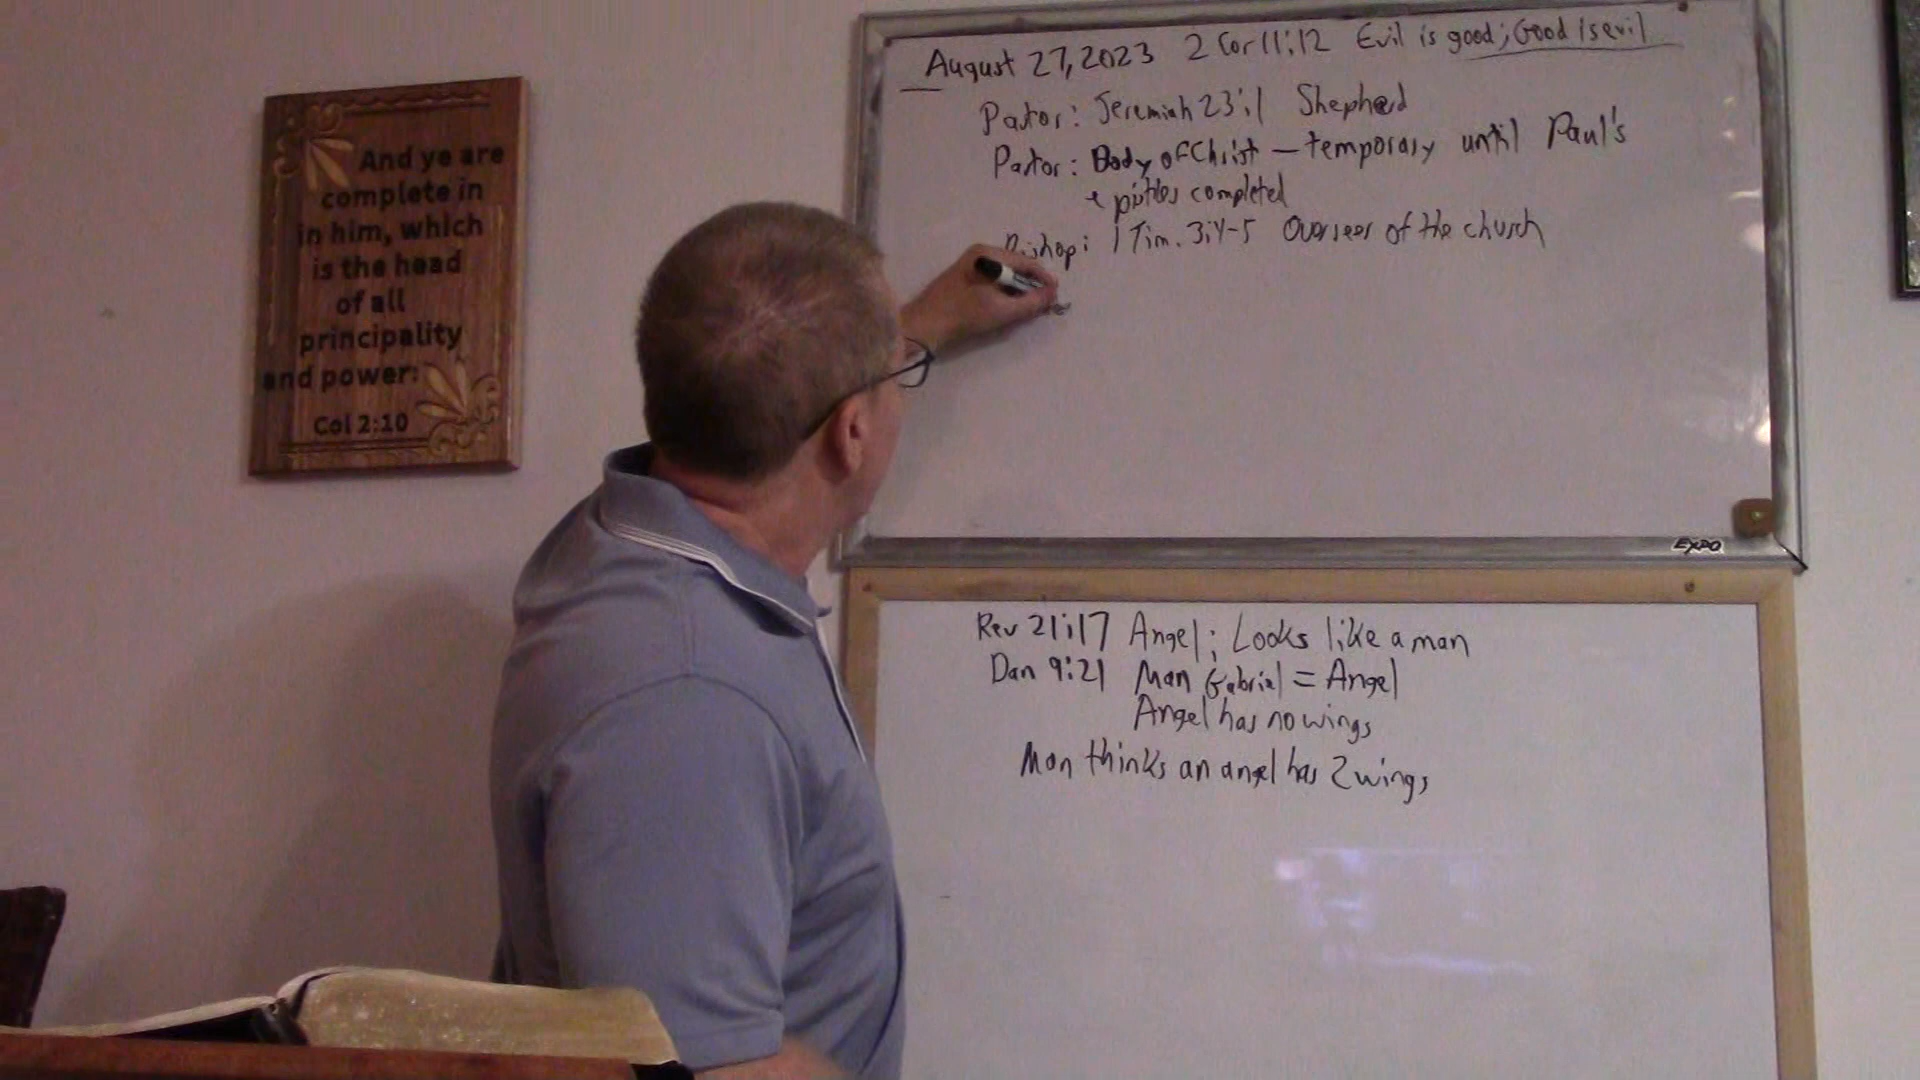 And ye are
complete in
in him, which
is the head
of all
principality
and power:
Col 2:10
August 27, 2023 2 Cor 11:12 Evil is good; Good is evil
Pastor: Jeremiah 23:1 Shepherd
Pastor: Body of Christ – temporary until Paul's
epistles completed
Bishop: 1 Tim. 3:4-5 Overseer of the church
EXPO
Rev 21:17 Angel; Looks like a man
Dan 9:21 Man Gabriel = Angel
Angel has no wings
Man thinks an angel has 2 wings